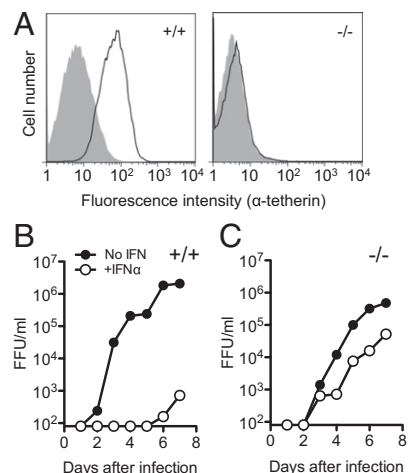 A
+/+
-/-
Cell number
1 10 10² 10³ 10⁴
1 10 10² 10³ 10⁴
Fluorescence intensity (α-tetherin)
B
No IFN
+IFNα
+/+
FFU/ml
10⁷
10⁶
10⁵
10⁴
10³
10²
0 2 4 6 8
Days after infection
C
-/-
FFU/ml
10⁷
10⁶
10⁵
10⁴
10³
10²
0 2 4 6 8
Days after infection